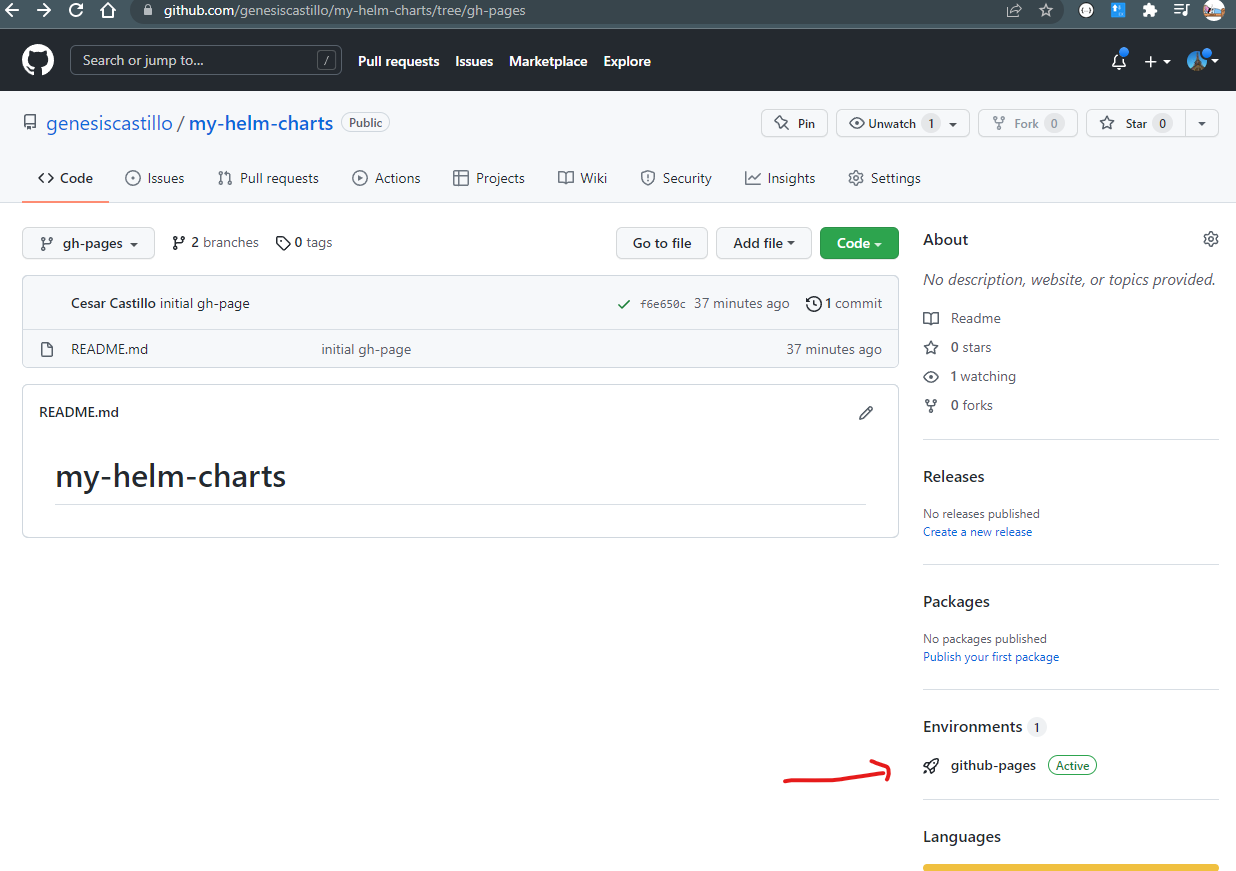 github.com/genesiscastillo/my-helm-charts/tree/gh-pages
Search or jump to... / Pull requests Issues Marketplace Explore
genesiscastillo / my-helm-charts Public Pin Unwatch 1 Fork 0 Star 0
Code Issues Pull requests Actions Projects Wiki Security Insights Settings
gh-pages 2 branches 0 tags Go to file Add file Code
Cesar Castillo initial gh-page f6e650c 37 minutes ago 1 commit
README.md initial gh-page 37 minutes ago
README.md
my-helm-charts
About
No description, website, or topics provided.
Readme
0 stars
1 watching
0 forks
Releases
No releases published
Create a new release
Packages
No packages published
Publish your first package
Environments 1
github-pages Active
Languages